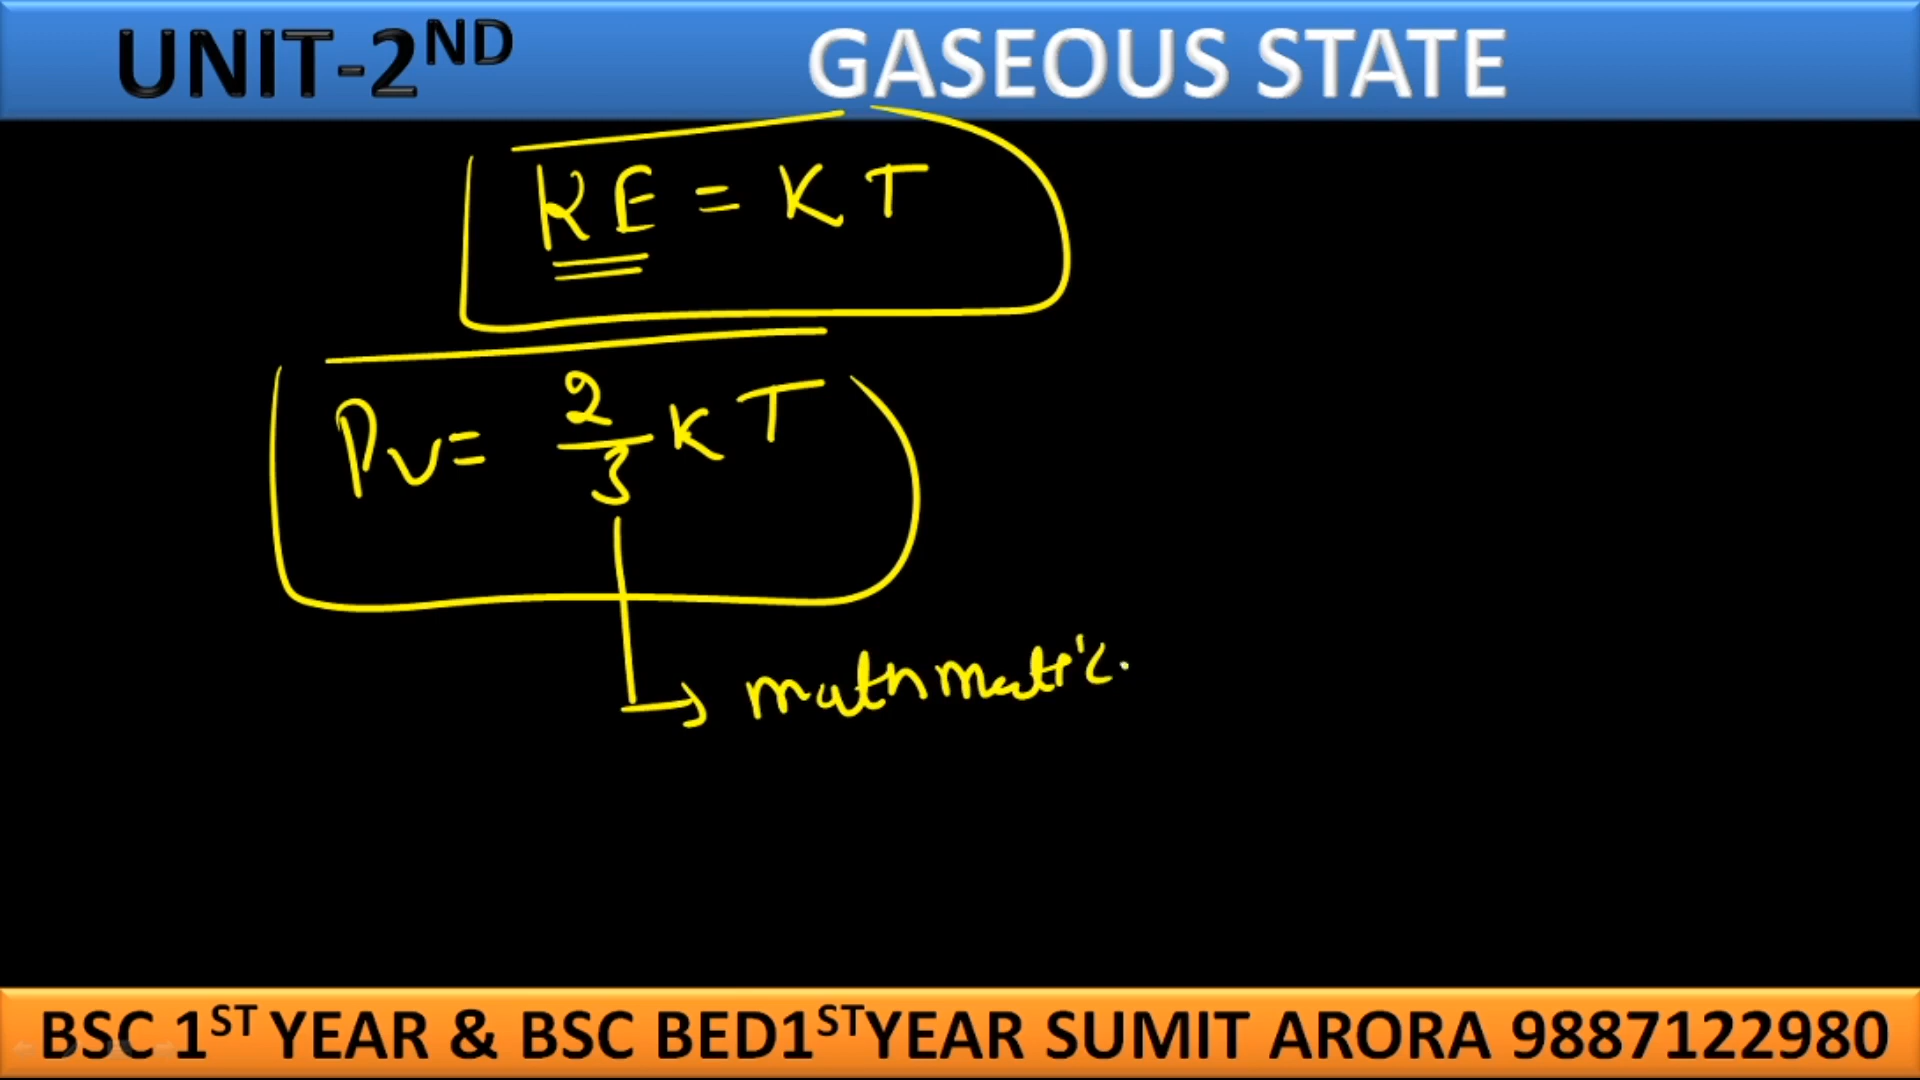 UNIT-2ND GASEOUS STATE
KE = KT
PV = 2/3 KT
mathmatic.
BSC 1ST YEAR & BSC BED1STYEAR SUMIT ARORA 9887122980